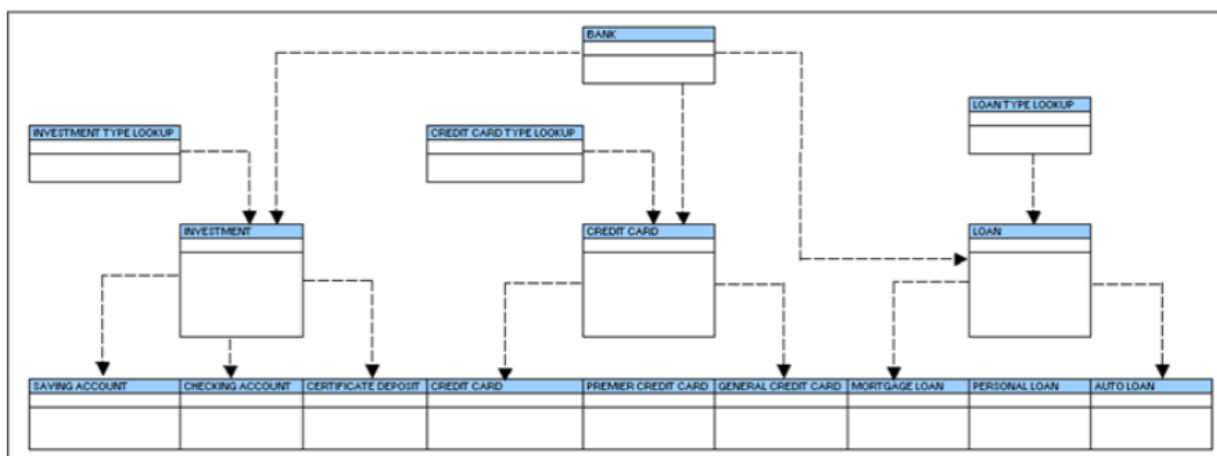 BANK
LOAN TYPE LOOKUP
INVESTMENT TYPE LOOKUP
CREDIT CARD TYPE LOOKUP
INVESTMENT
CREDIT CARD
LOAN
SAVING ACCOUNT
CHECKING ACCOUNT
CERTIFICATE DEPOSIT
CREDIT CARD
PREMIER CREDIT CARD
GENERAL CREDIT CARD
MORTGAGE LOAN
PERSONAL LOAN
AUTO LOAN